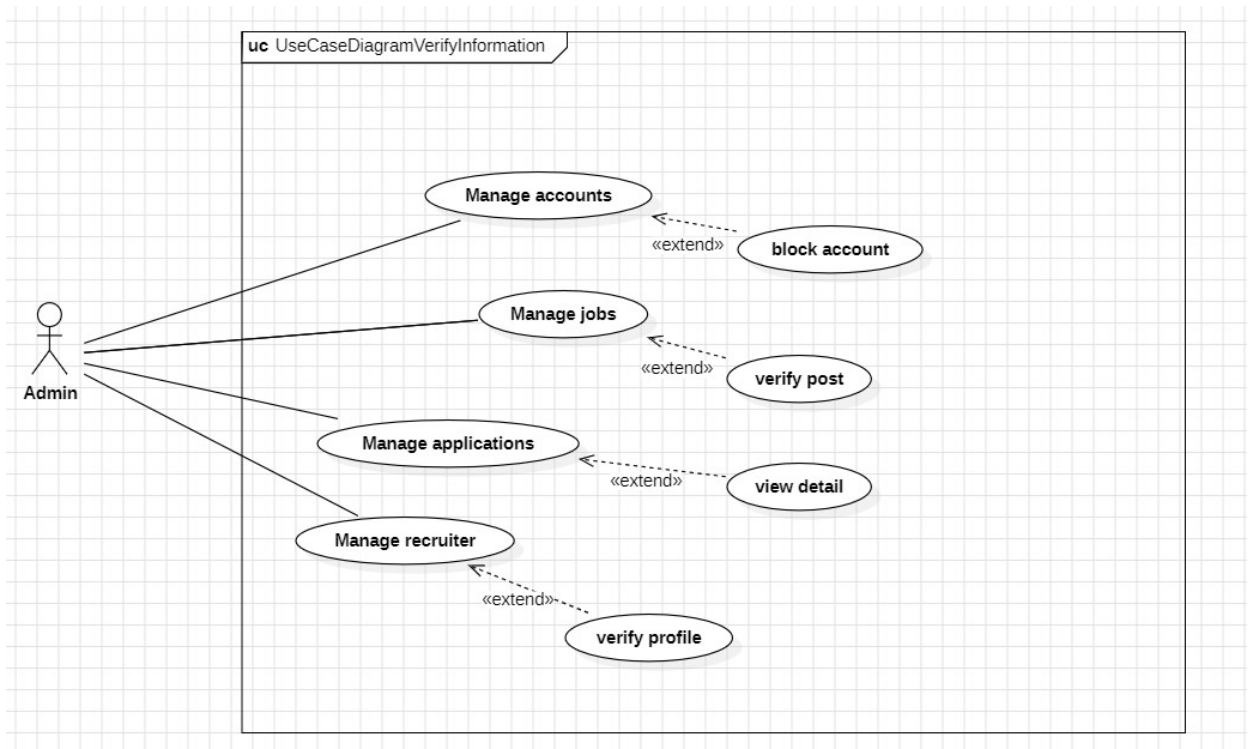 uc UseCaseDiagramVerifyInformation
Manage accounts
«extend»
block account
Manage jobs
«extend»
verify post
Admin
Manage applications
«extend»
view detail
Manage recruiter
«extend»
verify profile